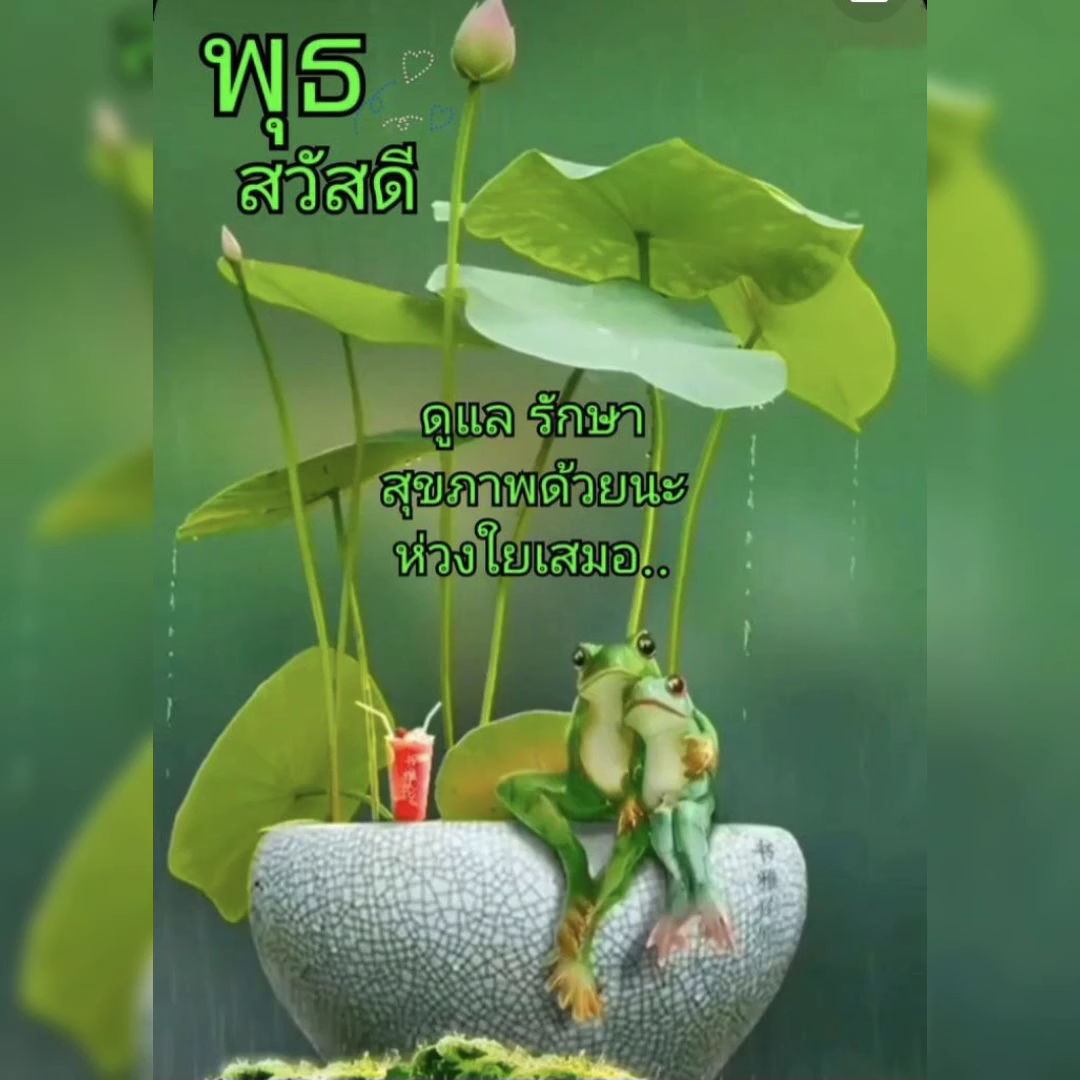 พุธ
สวัสดี
ดูแล รักษา
สุขภาพด้วยนะ
ห่วงใยเสมอ..